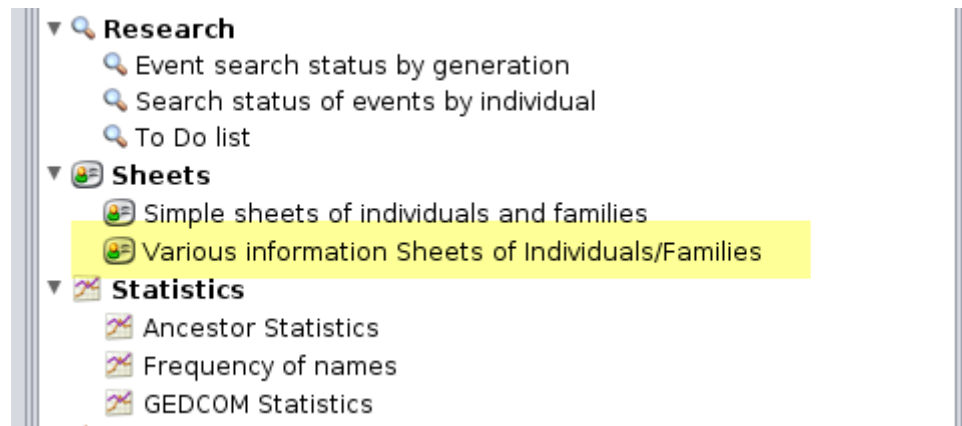 Research
Event search status by generation
Search status of events by individual
To Do list
Sheets
Simple sheets of individuals and families
Various information Sheets of Individuals/Families
Statistics
Ancestor Statistics
Frequency of names
GEDCOM Statistics